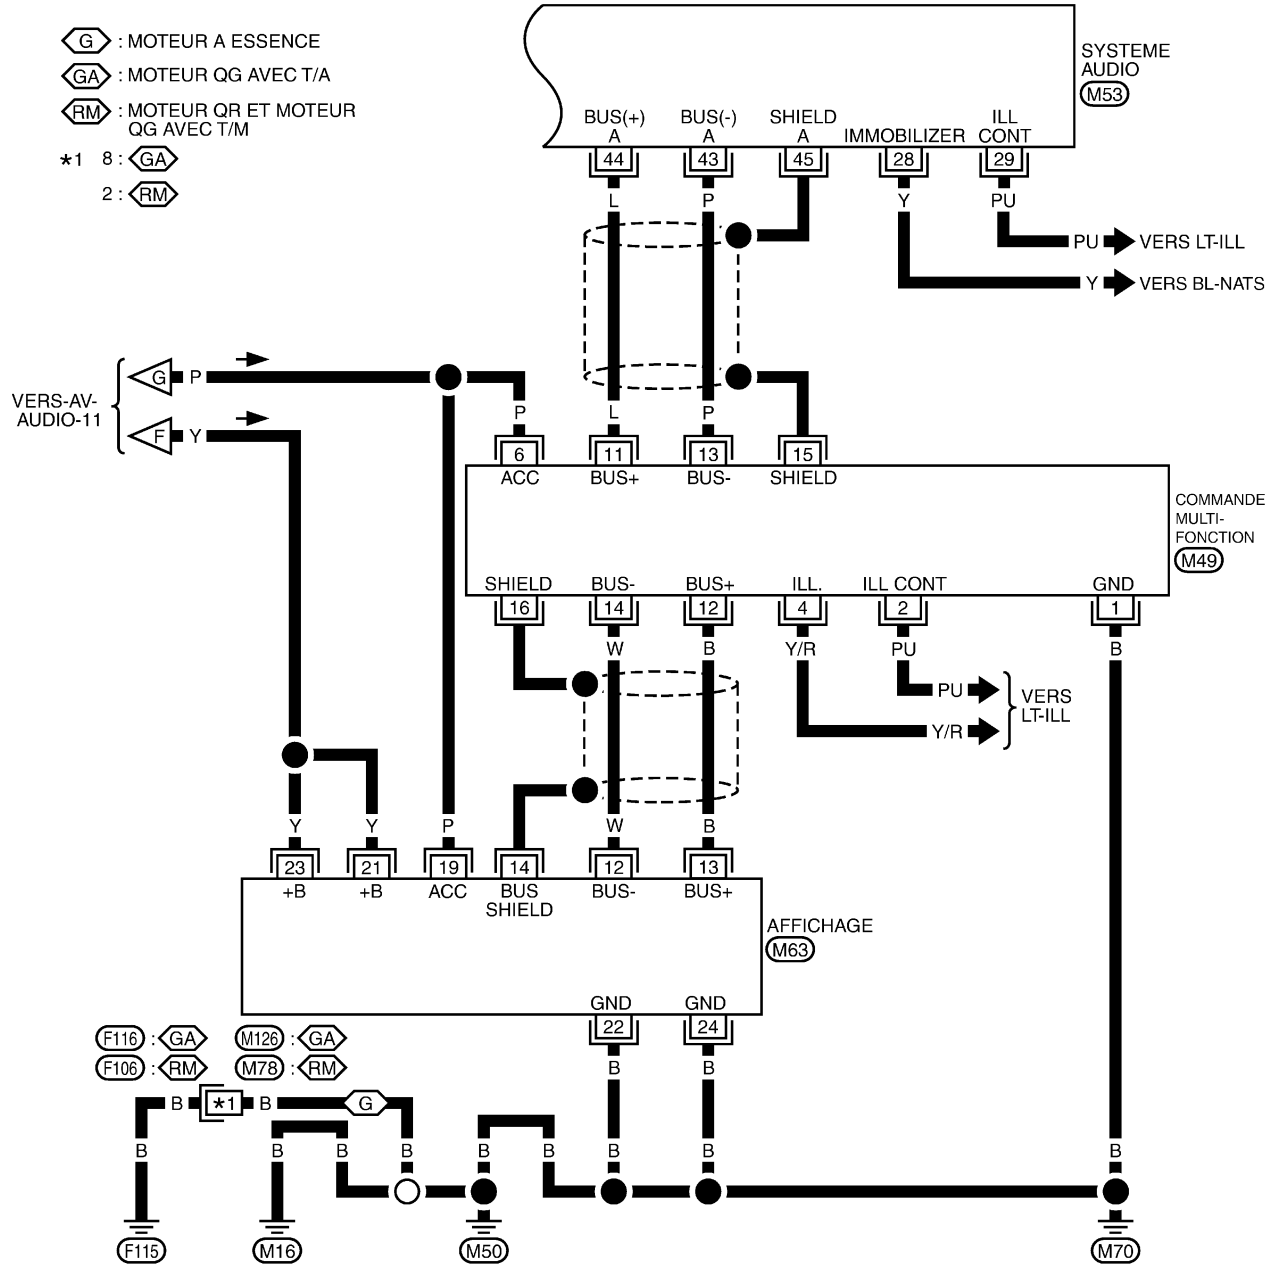 G : MOTEUR A ESSENCE
GA : MOTEUR QG AVEC T/A
RM : MOTEUR QR ET MOTEUR
QG AVEC T/M
*1 8 : GA
2 : RM
SYSTEME
AUDIO
M53
BUS(+) BUS(-) SHIELD ILL
A A A IMMOBILIZER CONT
44 43 45 28 29
L P Y PU
PU VERS LT-ILL
Y VERS BL-NATS
VERS-AV-
AUDIO-11
G P
F Y
P L P
6 11 13 15
ACC BUS+ BUS- SHIELD
COMMANDE
MULTI-
FONCTION
M49
SHIELD BUS- BUS+ ILL. ILL CONT GND
16 14 12 4 2 1
W B Y/R PU B
PU
Y/R
VERS
LT-ILL
Y Y P W B
23 21 19 14 12 13
+B +B ACC BUS BUS- BUS+
SHIELD
AFFICHAGE
M63
GND GND
22 24
B B
F116 : GA M126 : GA
F106 : RM M78 : RM
B *1 B G
B B B B B B B B B
F115 M16 M50 M70